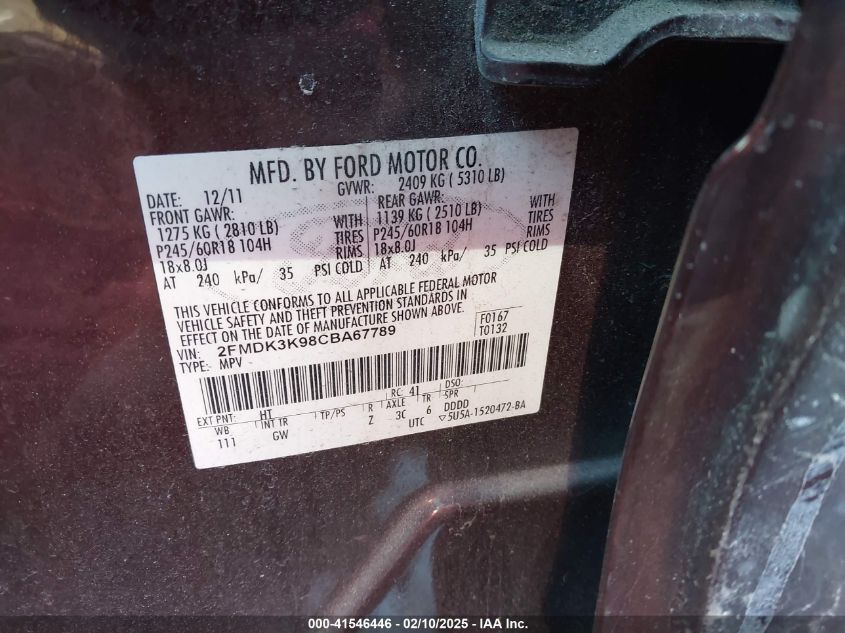 MFD. BY FORD MOTOR CO.
DATE: 12/11 GVWR: 2409 KG ( 5310 LB)
FRONT GAWR: REAR GAWR:
1275 KG ( 2810 LB) WITH 1139 KG ( 2510 LB) WITH
P245/60R18 104H TIRES P245/60R18 104H TIRES
18x8.0J RIMS 18x8.0J RIMS
AT 240 kPa/ 35 PSI COLD AT 240 kPa/ 35 PSI COLD
THIS VEHICLE CONFORMS TO ALL APPLICABLE FEDERAL MOTOR
VEHICLE SAFETY AND THEFT PREVENTION STANDARDS IN
EFFECT ON THE DATE OF MANUFACTURE SHOWN ABOVE.
VIN: 2FMDK3K98CBA67789 F0167
TYPE: MPV T0132
EXT PNT: HT RC: 41 DSO:
WB INT TR TP/PS R AXLE TR SPR
111 GW Z 3C 6 DDDD
UTC ▽5U5A-1520472-BA
000-41546446 - 02/10/2025 - IAA Inc.